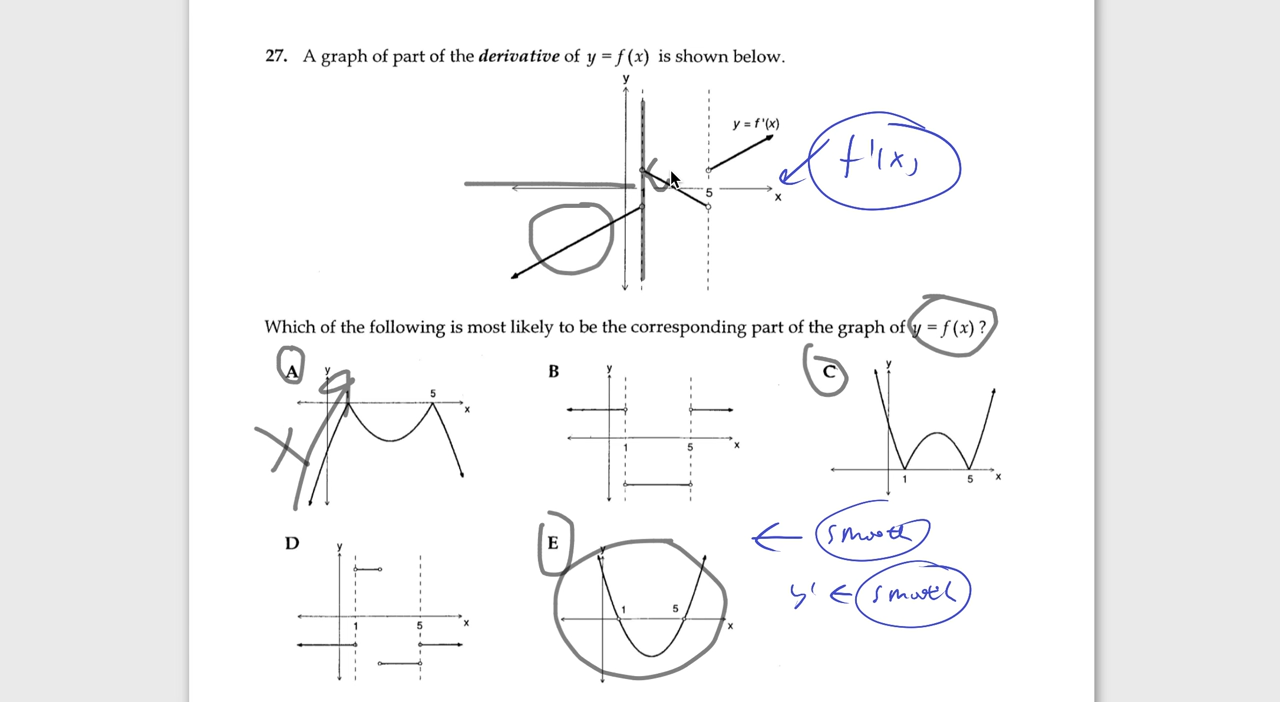 27. A graph of part of the derivative of y = f(x) is shown below.
y
y = f'(x)
f'(x)
1
5
x
Which of the following is most likely to be the corresponding part of the graph of y = f(x)?
A
y
5
x
B
y
1
5
x
C
y
1
5
x
D
y
1
5
x
E
y
1
5
x
← smooth
y' ← smooth